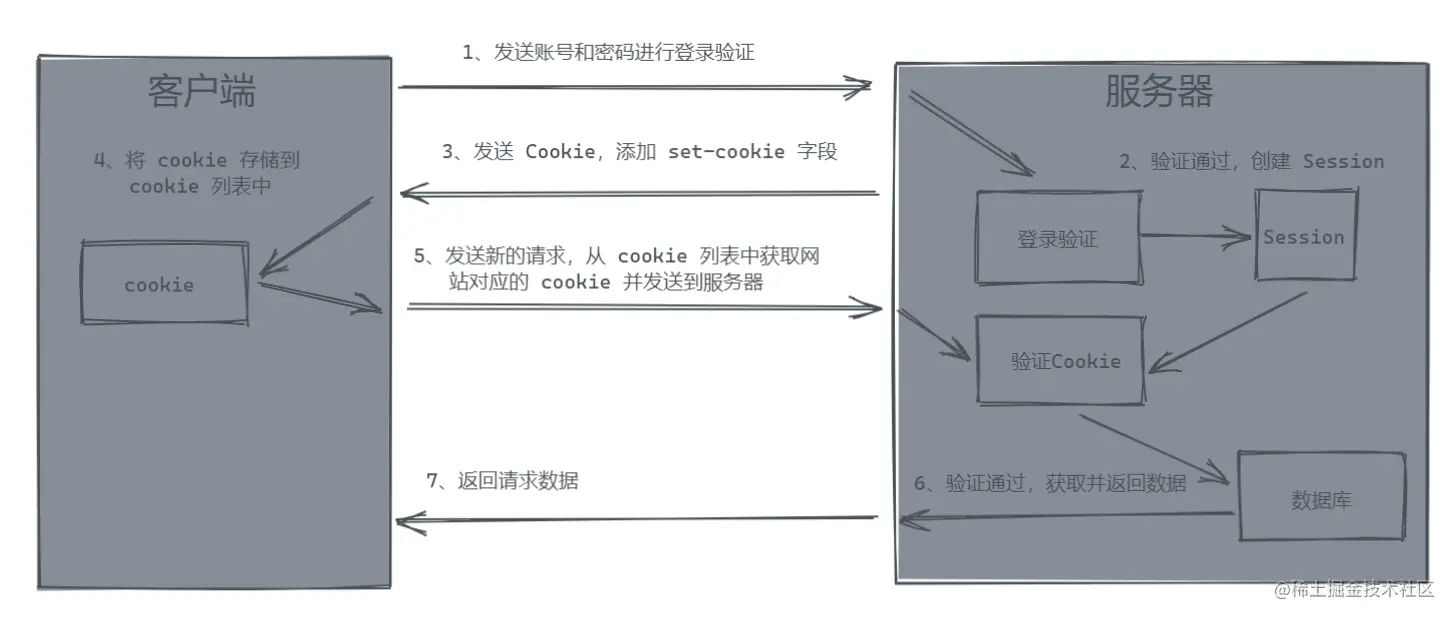 1、发送账号和密码进行登录验证
客户端
服务器
4、将 cookie 存储到
cookie 列表中
3、发送 Cookie，添加 set-cookie 字段
2、验证通过，创建 Session
登录验证
Session
cookie
5、发送新的请求，从 cookie 列表中获取网
站对应的 cookie 并发送到服务器
验证Cookie
7、返回请求数据
6、验证通过，获取并返回数据
数据库
@稀土掘金技术社区